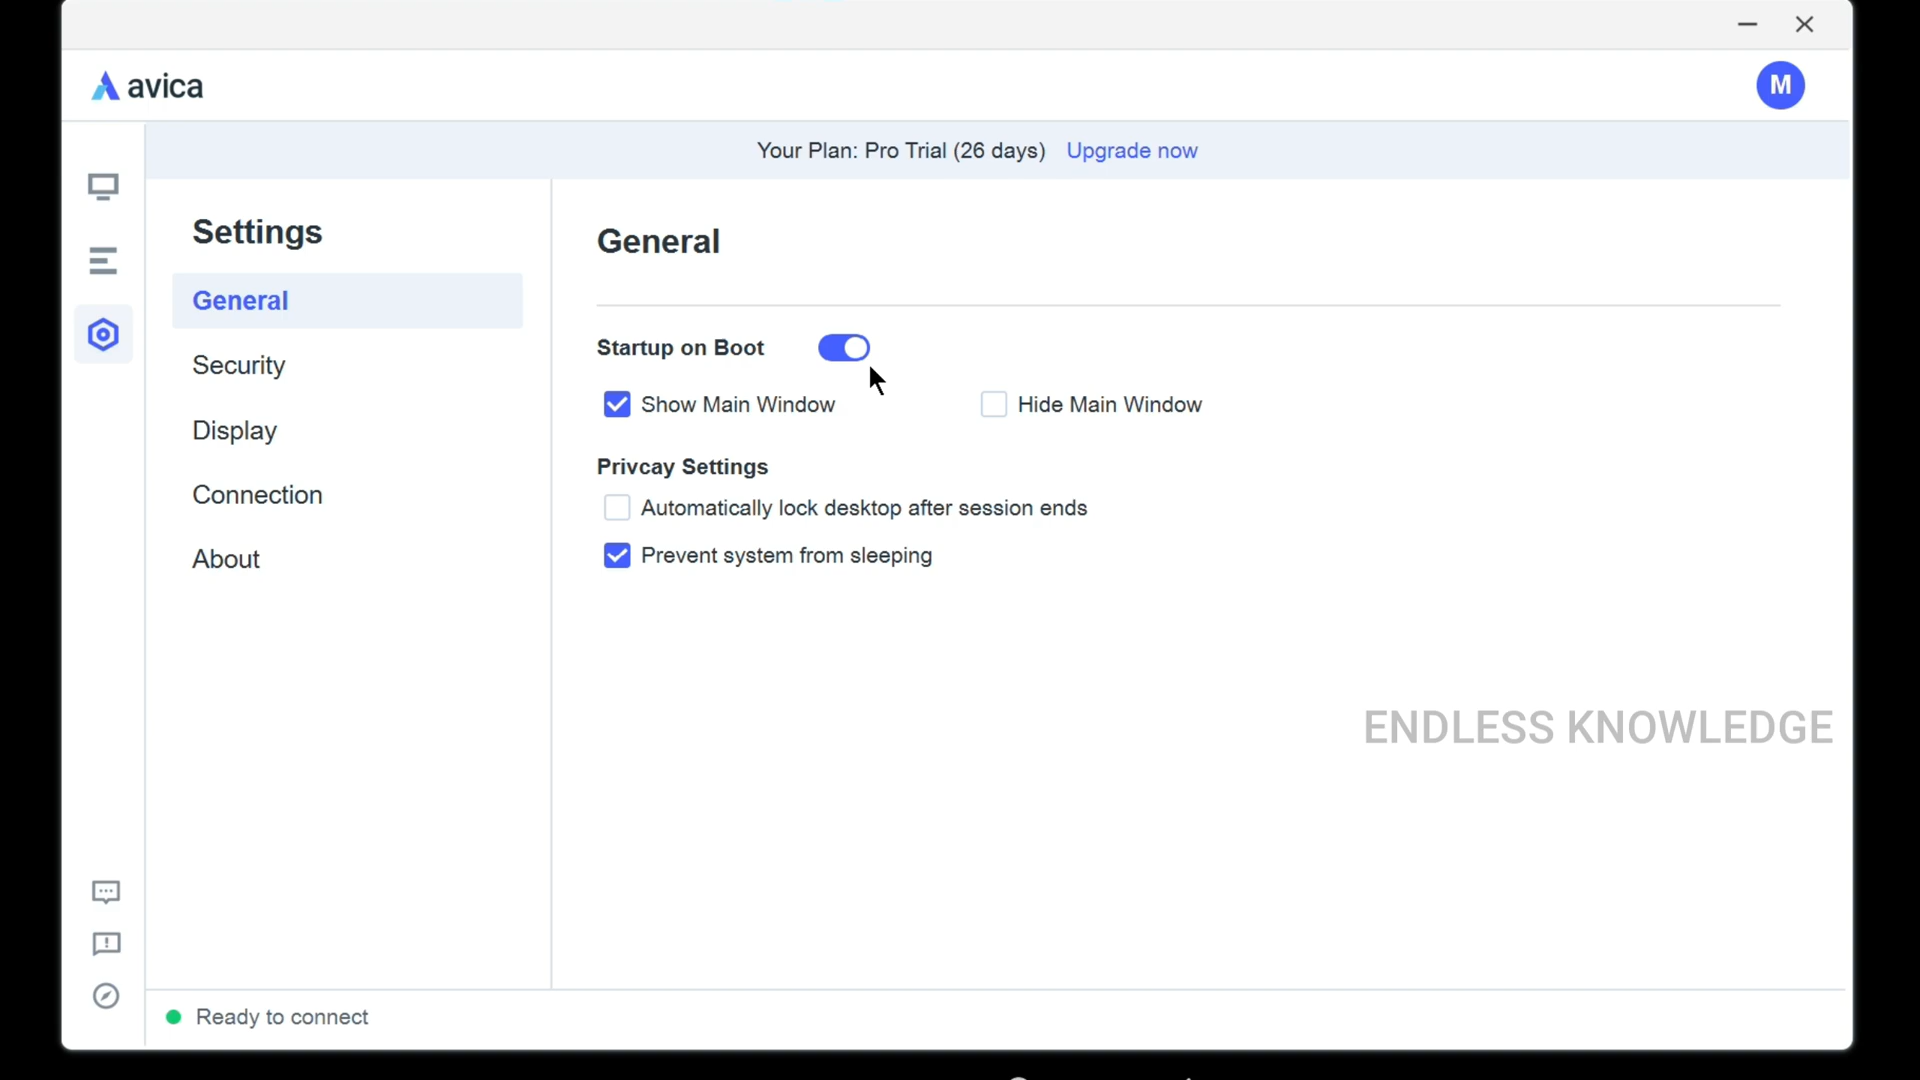 avica
M
Your Plan: Pro Trial (26 days) Upgrade now
Settings
General
Security
Display
Connection
About
General
Startup on Boot
Show Main Window
Hide Main Window
Privcay Settings
Automatically lock desktop after session ends
Prevent system from sleeping
ENDLESS KNOWLEDGE
Ready to connect